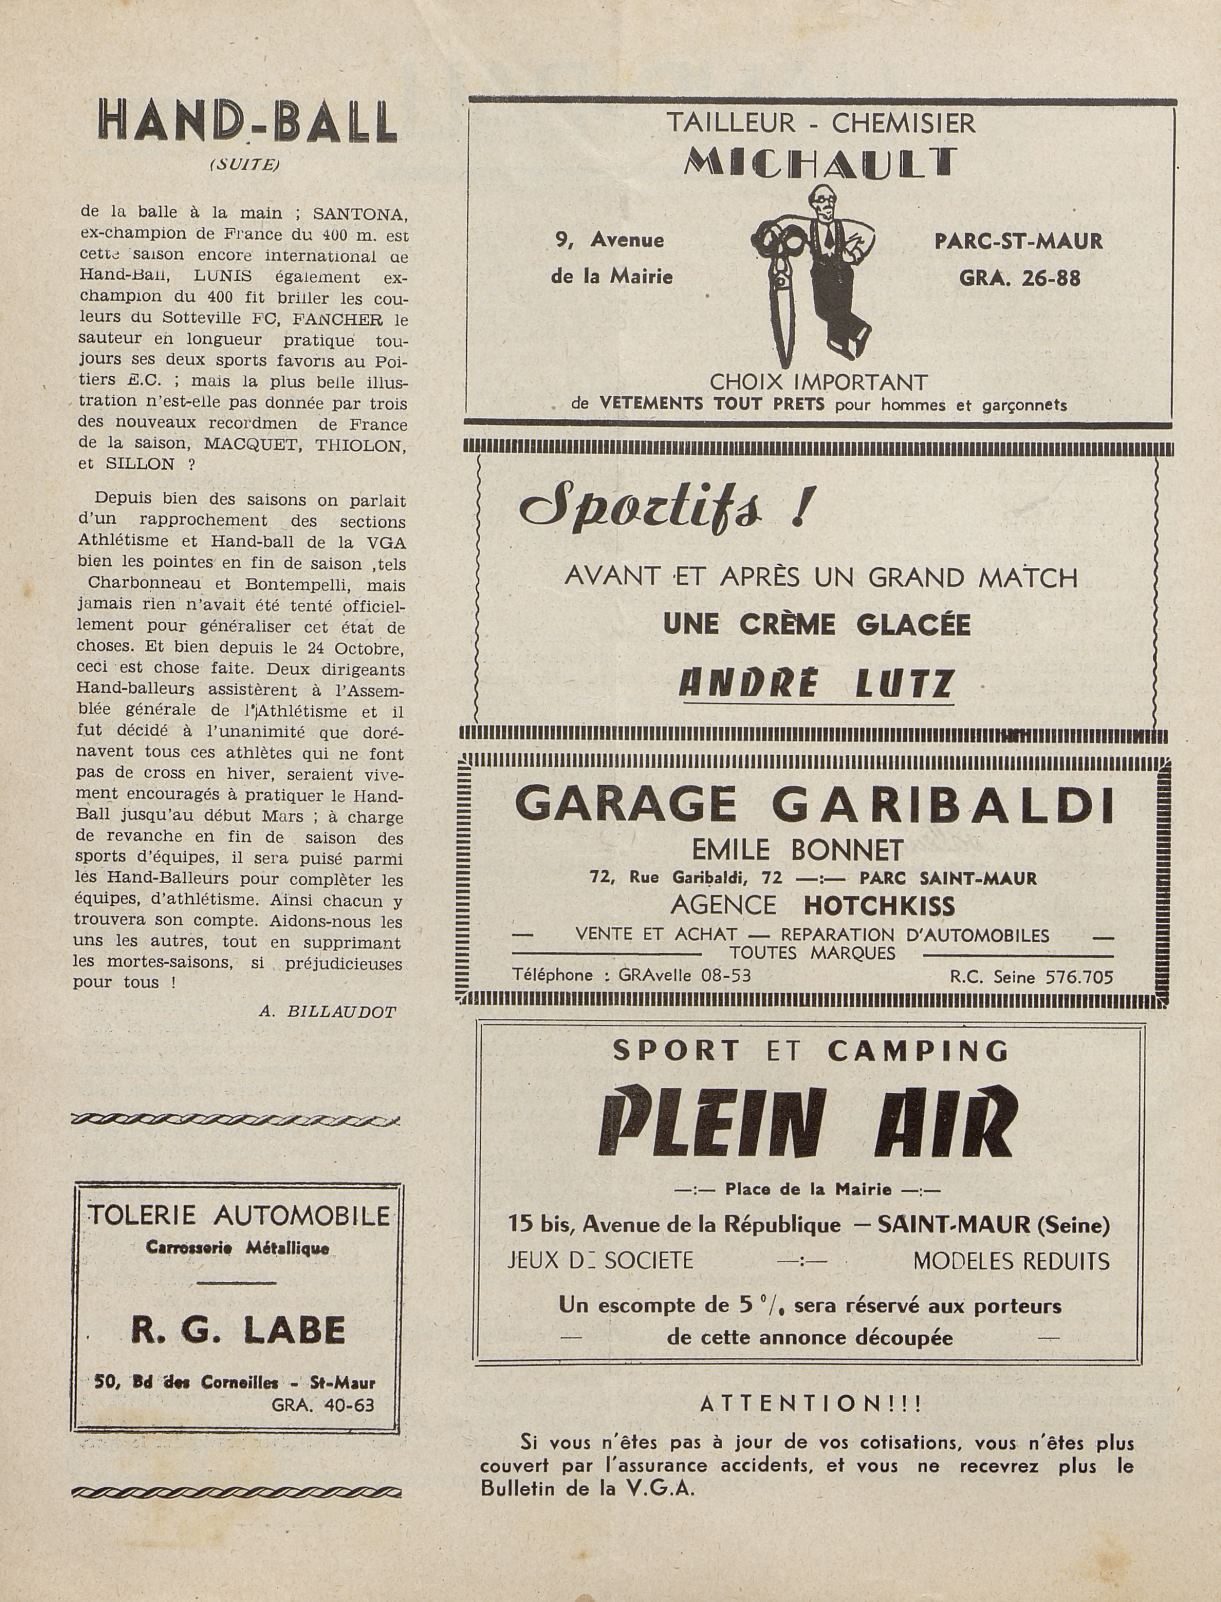 HAND-BALL
(SUITE)
de la balle à la main ; SANTONA,
ex-champion de France du 400 m. est
cette saison encore international de
Hand-Ball, LUNIS également ex-
champion du 400 fit briller les cou-
leurs du Sotteville FC, FANCHER le
sauteur en longueur pratique tou-
jours ses deux sports favoris au Poi-
tiers E.C. ; mais la plus belle illus-
tration n'est-elle pas donnée par trois
des nouveaux recordmen de France
de la saison, MACQUET, THIOLON,
et SILLON ?
Depuis bien des saisons on parlait
d'un rapprochement des sections
Athlétisme et Hand-ball de la VGA
bien les pointes en fin de saison ,tels
Charbonneau et Bontempelli, mais
jamais rien n'avait été tenté officiel-
lement pour généraliser cet état de
choses. Et bien depuis le 24 Octobre,
ceci est chose faite. Deux dirigeants
Hand-balleurs assistèrent à l'Assem-
blée générale de l'Athlétisme et il
fut décidé à l'unanimité que doré-
navent tous ces athlètes qui ne font
pas de cross en hiver, seraient vive-
ment encouragés à pratiquer le Hand-
Ball jusqu'au début Mars ; à charge
de revanche en fin de saison des
sports d'équipes, il sera puisé parmi
les Hand-Balleurs pour complèter les
équipes, d'athlétisme. Ainsi chacun y
trouvera son compte. Aidons-nous les
uns les autres, tout en supprimant
les mortes-saisons, si préjudicieuses
pour tous !
A. BILLAUDOT
TOLERIE AUTOMOBILE
Carrosserie Métallique
R. G. LABE
50, Bd des Corneilles - St-Maur
GRA. 40-63
TAILLEUR - CHEMISIER
MICHAULT
9, Avenue
de la Mairie
PARC-ST-MAUR
GRA. 26-88
CHOIX IMPORTANT
de VETEMENTS TOUT PRETS pour hommes et garçonnets
Sportifs !
AVANT ET APRÈS UN GRAND MATCH
UNE CRÈME GLACÉE
ANDRÉ LUTZ
GARAGE GARIBALDI
EMILE BONNET
72, Rue Garibaldi, 72 —:— PARC SAINT-MAUR
AGENCE HOTCHKISS
— VENTE ET ACHAT — REPARATION D'AUTOMOBILES —
TOUTES MARQUES
Téléphone : GRAvelle 08-53 R.C. Seine 576.705
SPORT ET CAMPING
PLEIN AIR
—:— Place de la Mairie —:—
15 bis, Avenue de la République — SAINT-MAUR (Seine)
JEUX DE SOCIETE —:— MODELES REDUITS
Un escompte de 5 % sera réservé aux porteurs
— de cette annonce découpée —
ATTENTION!!!
Si vous n'êtes pas à jour de vos cotisations, vous n'êtes plus
couvert par l'assurance accidents, et vous ne recevrez plus le
Bulletin de la V.G.A.